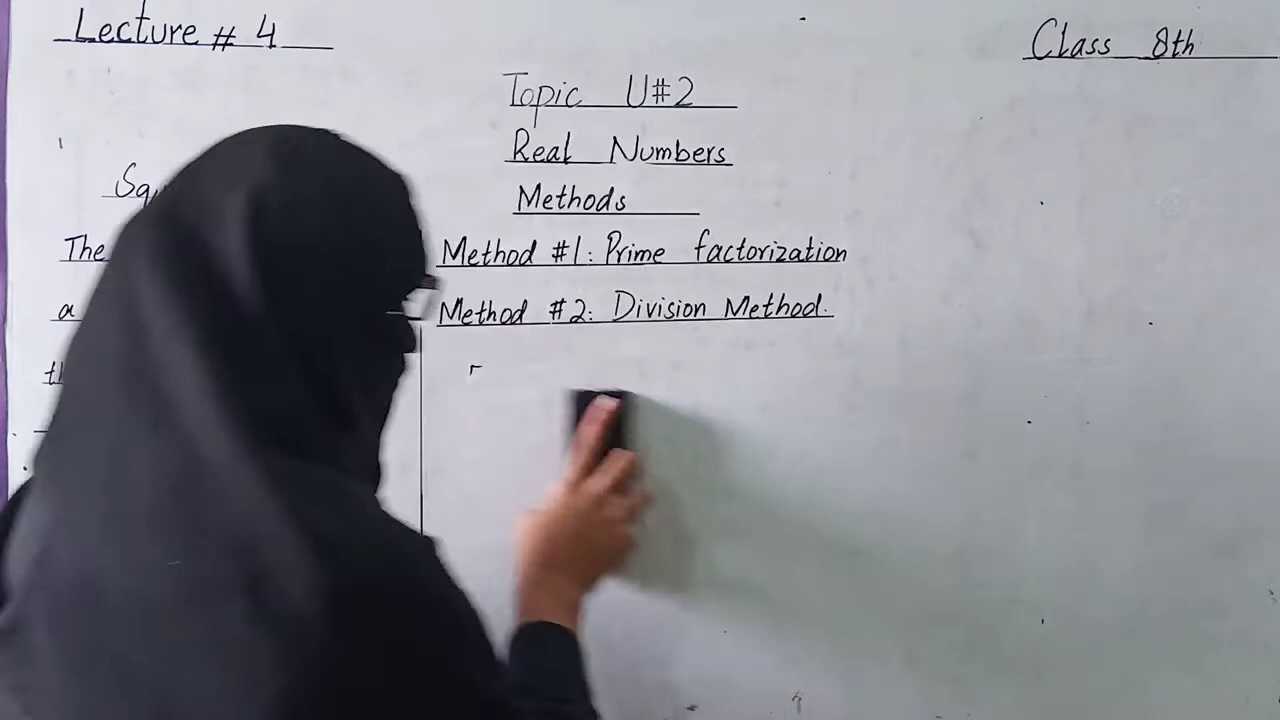 Lecture # 4
Class 8th
Topic U#2
Real Numbers
Methods
The
a
Method #1: Prime factorization
Method #2: Division Method.